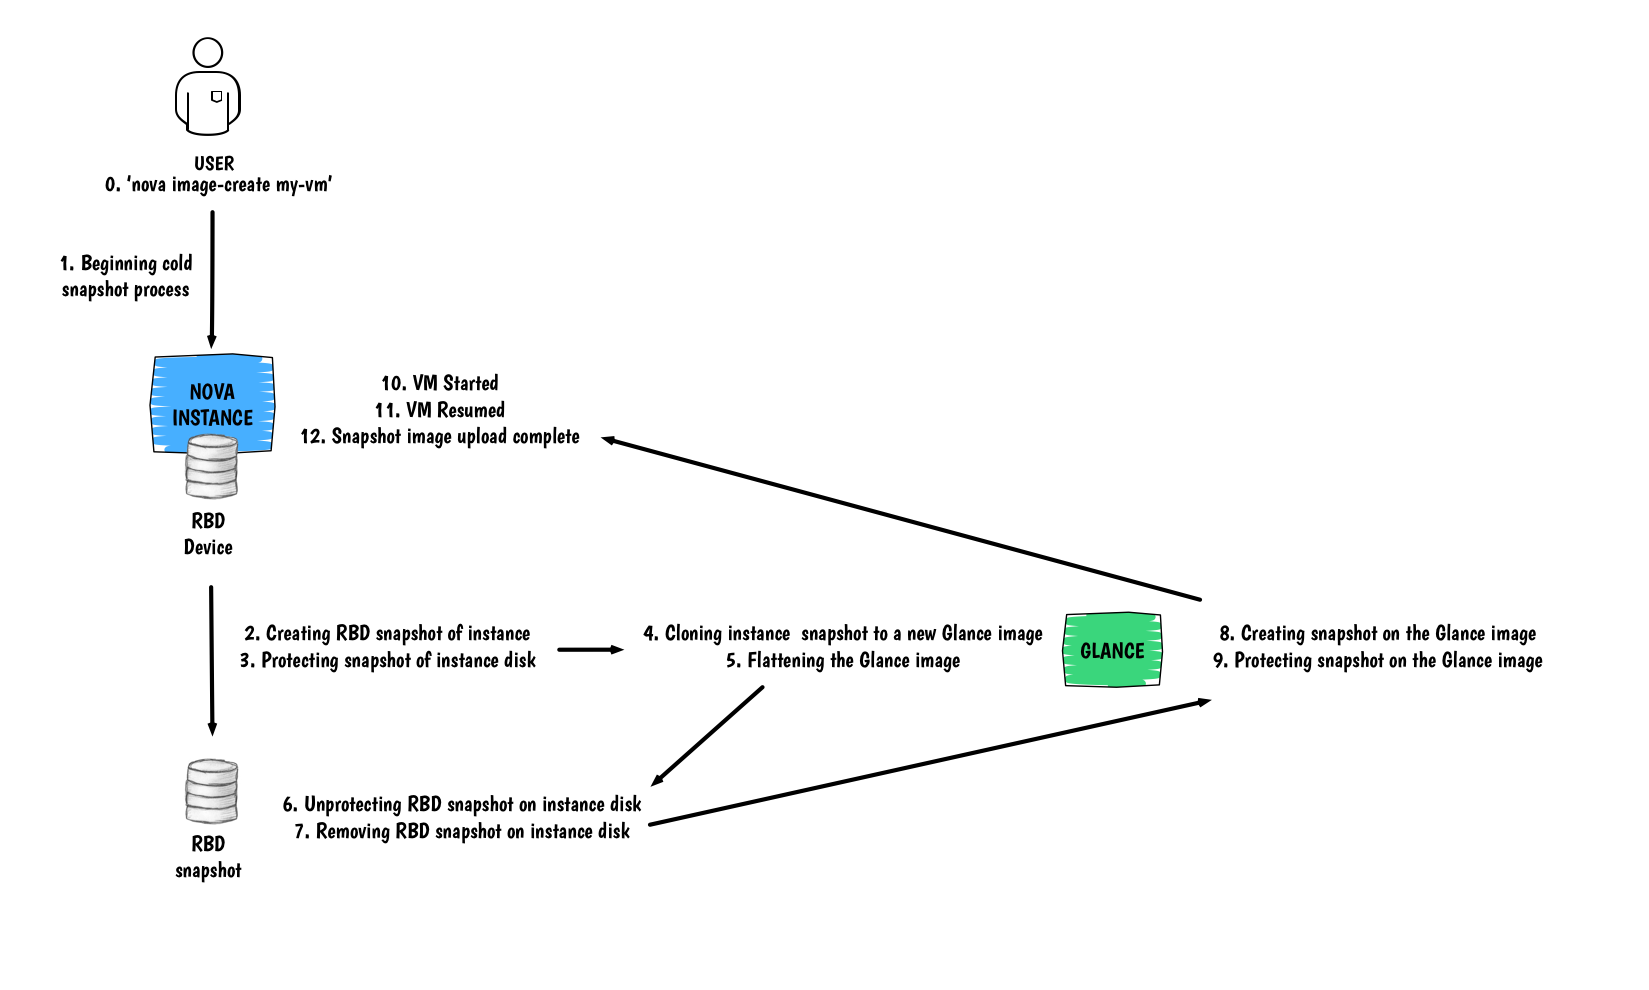 USER
0. 'nova image-create my-vm'
1. Beginning cold
snapshot process
NOVA
INSTANCE
10. VM Started
11. VM Resumed
12. Snapshot image upload complete
RBD
Device
2. Creating RBD snapshot of instance
3. Protecting snapshot of instance disk
4. Cloning instance  snapshot to a new Glance image
5. Flattening the Glance image
GLANCE
8. Creating snapshot on the Glance image
9. Protecting snapshot on the Glance image
6. Unprotecting RBD snapshot on instance disk
7. Removing RBD snapshot on instance disk
RBD
snapshot